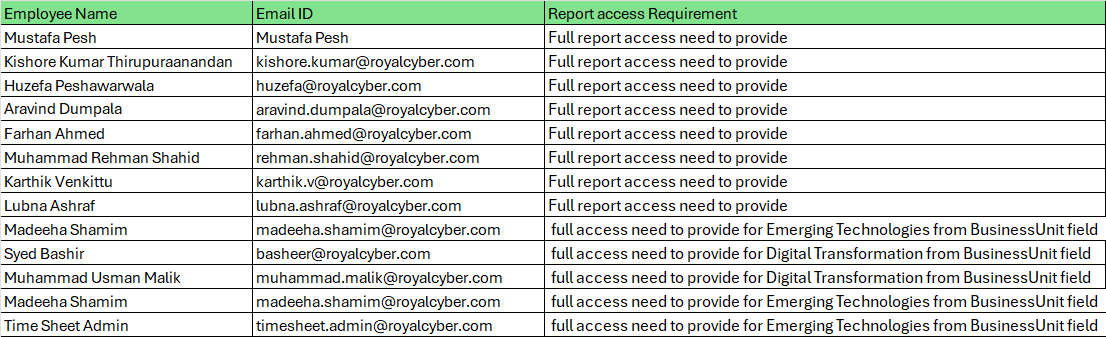 Employee Name Email ID Report access Requirement
Mustafa Pesh Mustafa Pesh Full report access need to provide
Kishore Kumar Thirupuraanandan kishore.kumar@royalcyber.com Full report access need to provide
Huzefa Peshawarwala huzefa@royalcyber.com Full report access need to provide
Aravind Dumpala aravind.dumpala@royalcyber.com Full report access need to provide
Farhan Ahmed farhan.ahmed@royalcyber.com Full report access need to provide
Muhammad Rehman Shahid rehman.shahid@royalcyber.com Full report access need to provide
Karthik Venkittu karthik.v@royalcyber.com Full report access need to provide
Lubna Ashraf lubna.ashraf@royalcyber.com Full report access need to provide
Madeeha Shamim madeeha.shamim@royalcyber.com full access need to provide for Emerging Technologies from BusinessUnit field
Syed Bashir basheer@royalcyber.com full access need to provide for Digital Transformation from BusinessUnit field
Muhammad Usman Malik muhammad.malik@royalcyber.com full access need to provide for Digital Transformation from BusinessUnit field
Madeeha Shamim madeeha.shamim@royalcyber.com full access need to provide for Emerging Technologies from BusinessUnit field
Time Sheet Admin timesheet.admin@royalcyber.com full access need to provide for Emerging Technologies from BusinessUnit field